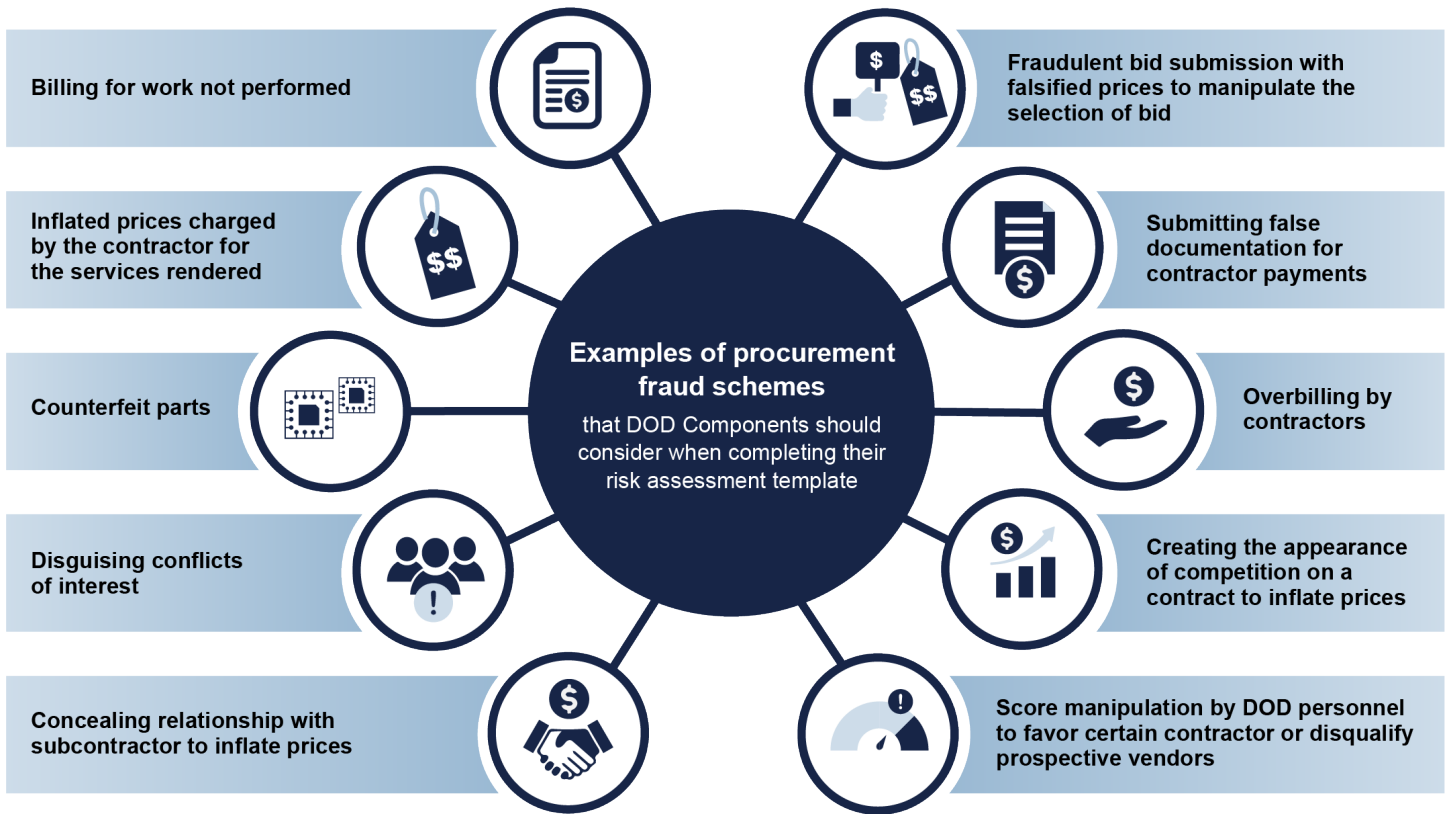 Billing for work not performed
Inflated prices charged
by the contractor for
the services rendered
Counterfeit parts
Disguising conflicts
of interest
Concealing relationship with
subcontractor to inflate prices
$
$$
!
$
Examples of procurement
fraud schemes
that DOD Components should
consider when completing their
risk assessment template
$
$$
$
$
$
!
Fraudulent bid submission with
falsified prices to manipulate the
selection of bid
Submitting false
documentation for
contractor payments
Overbilling by
contractors
Creating the appearance
of competition on a
contract to inflate prices
Score manipulation by DOD personnel
to favor certain contractor or disqualify
prospective vendors